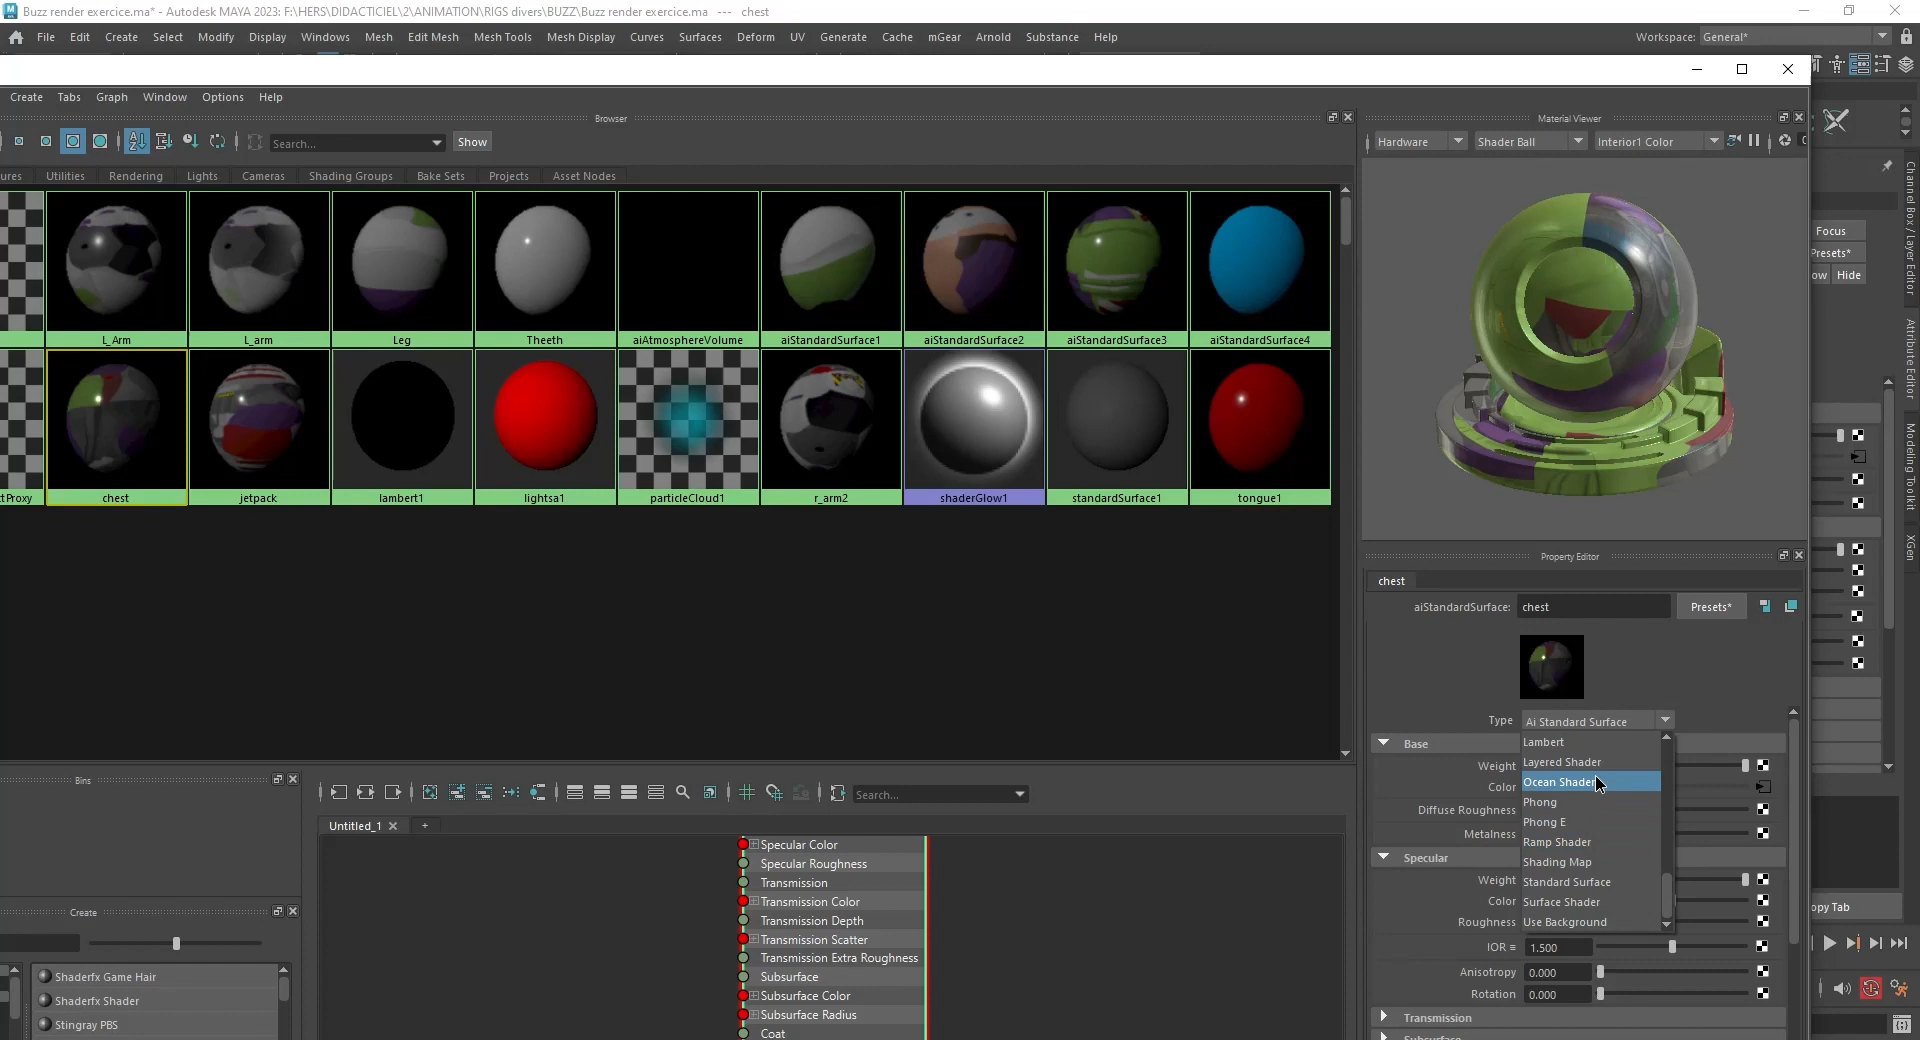 Buzz render exercice.ma* - Autodesk MAYA 2023: F:\HERS\DIDACTICIEL\2\ANIMATION\RIGS divers\BUZZ\Buzz render exercice.ma --- chest
File Edit Create Select Modify Display Windows Mesh Edit Mesh Mesh Tools Mesh Display Curves Surfaces Deform UV Generate Cache mGear Arnold Substance Help Workspace: General*
Create Tabs Graph Window Options Help
Browser
Material Viewer
Search... Show
Hardware Shader Ball Interior1 Color
ures Utilities Rendering Lights Cameras Shading Groups Bake Sets Projects Asset Nodes
L_Arm L_arm Leg Theeth aiAtmosphereVolume aiStandardSurface1 aiStandardSurface2 aiStandardSurface3 aiStandardSurface4
tProxy chest jetpack lambert1 lightsa1 particleCloud1 r_arm2 shaderGlow1 standardSurface1 tongue1
Focus
Presets*
ow Hide
Channel Box / Layer Editor
Attribute Editor
Modeling Toolkit
XGen
Property Editor
chest
aiStandardSurface: chest Presets*
Type Ai Standard Surface
Lambert
Layered Shader
Ocean Shader
Phong
Phong E
Ramp Shader
Shading Map
Standard Surface
Surface Shader
Use Background
Base
Weight
Color
Diffuse Roughness
Metalness
Specular
Weight
Color
Roughness
IOR 1.500
Anisotropy 0.000
Rotation 0.000
Transmission
opy Tab
Bins
Create
Shaderfx Game Hair
Shaderfx Shader
Stingray PBS
Search...
Untitled_1 +
Specular Color
Specular Roughness
Transmission
Transmission Color
Transmission Depth
Transmission Scatter
Transmission Extra Roughness
Subsurface
Subsurface Color
Subsurface Radius
Coat